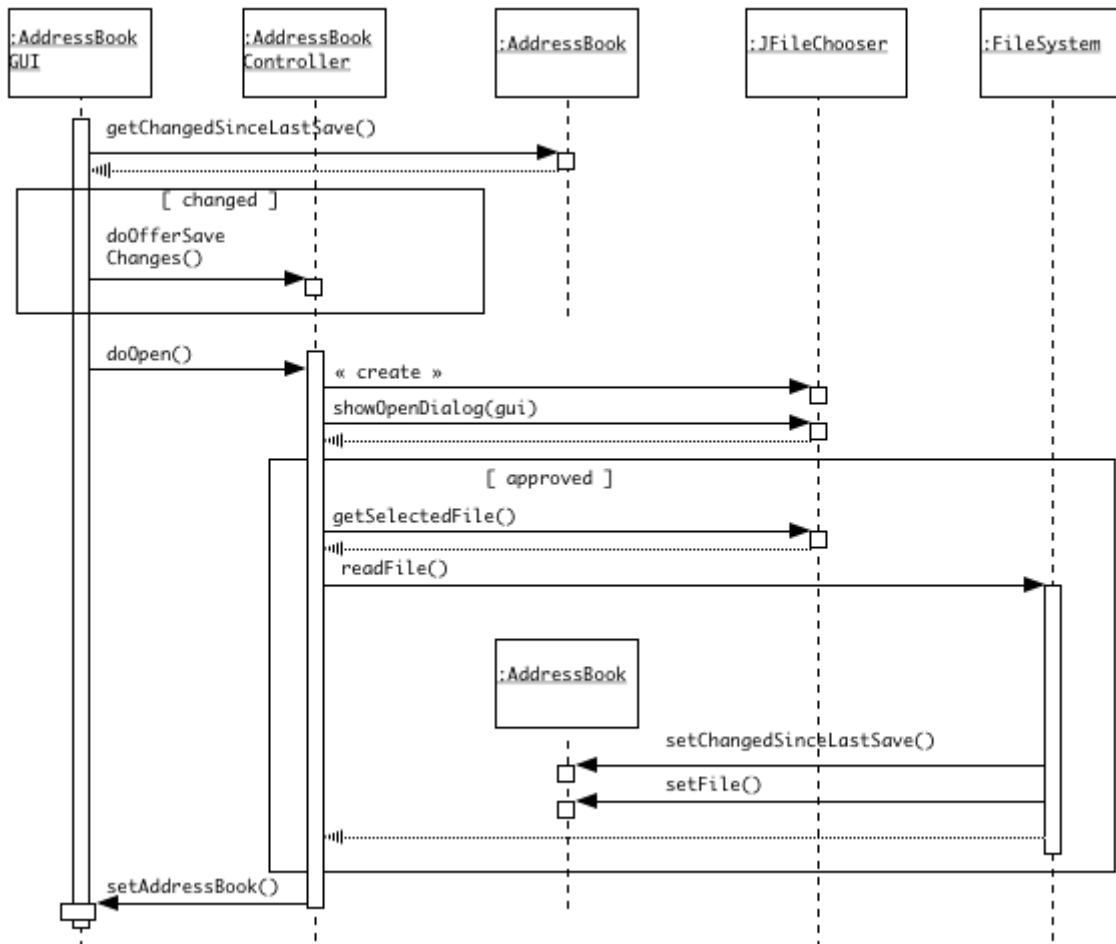 :AddressBook
GUI
:AddressBook
Controller
:AddressBook
:JFileChooser
:FileSystem
getChangedSinceLastSave()
[ changed ]
doOfferSave
Changes()
doOpen()
« create »
showOpenDialog(gui)
[ approved ]
getSelectedFile()
readFile()
:AddressBook
setChangedSinceLastSave()
setFile()
setAddressBook()